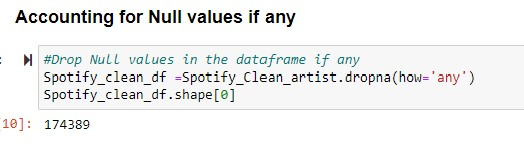 Accounting for Null values if any
#Drop Null values in the dataframe if any
Spotify_clean_df =Spotify_Clean_artist.dropna(how='any')
Spotify_clean_df.shape[0]
10]: 174389